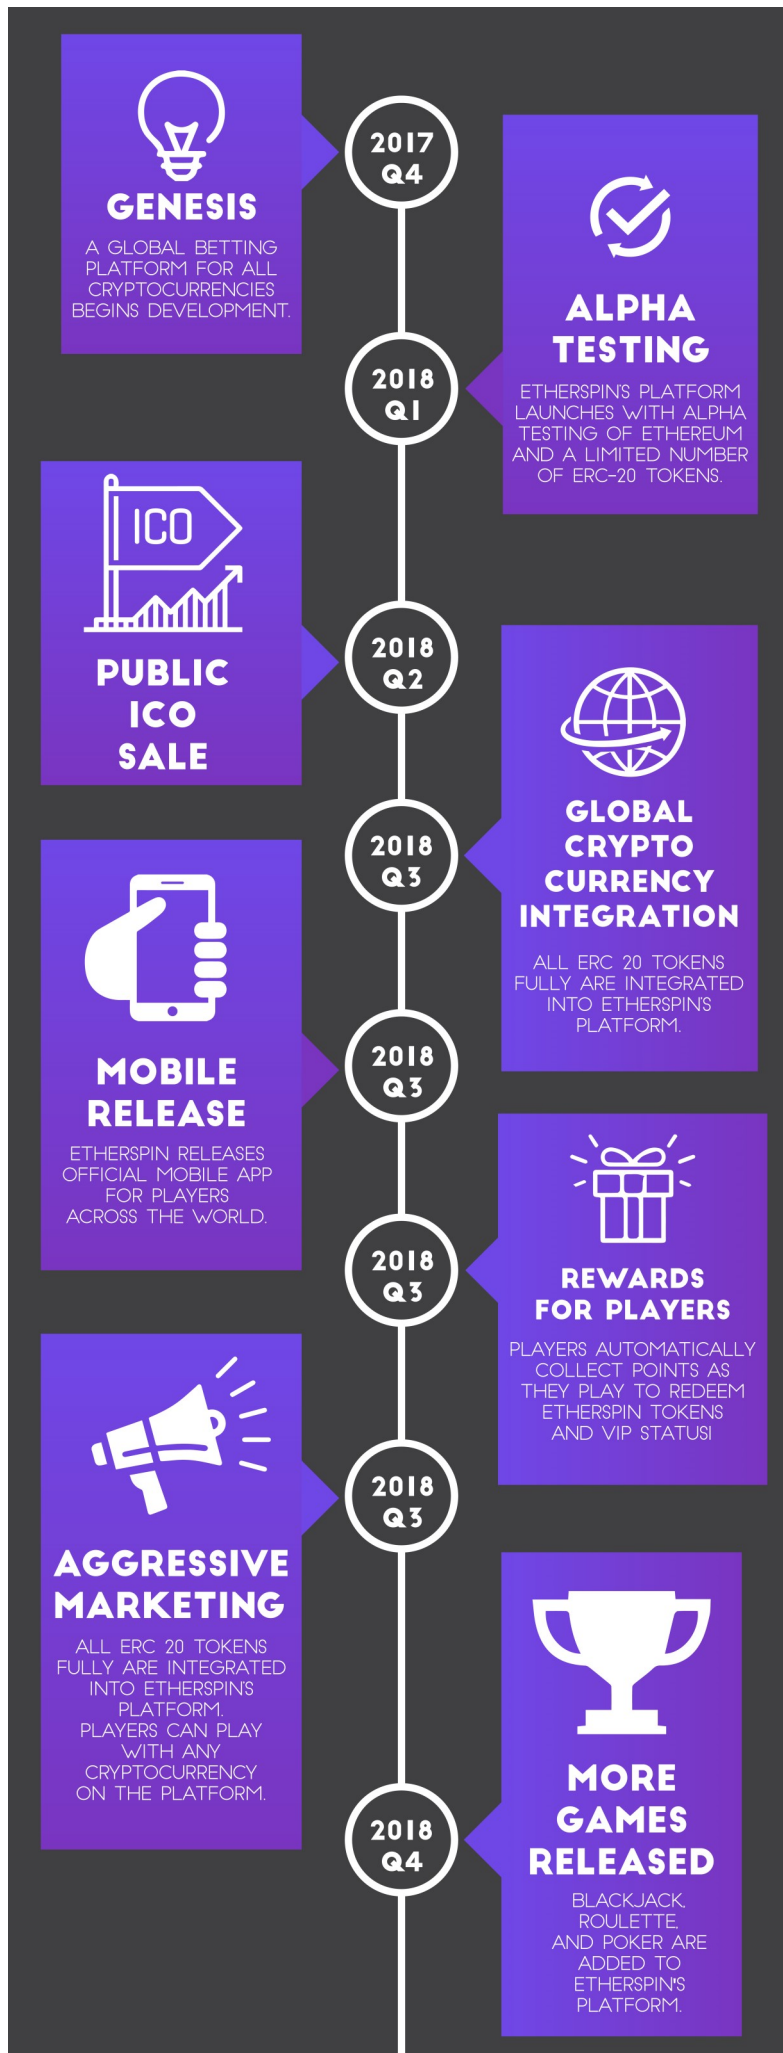 2017
Q4
GENESIS
A GLOBAL BETTING
PLATFORM FOR ALL
CRYPTOCURRENCIES
BEGINS DEVELOPMENT.
2018
Q1
ALPHA
TESTING
ETHERSPIN'S PLATFORM
LAUNCHES WITH ALPHA
TESTING OF ETHEREUM
AND A LIMITED NUMBER
OF ERC-20 TOKENS.
2018
Q2
ICO
PUBLIC
ICO
SALE
2018
Q3
GLOBAL
CRYPTO
CURRENCY
INTEGRATION
ALL ERC 20 TOKENS
FULLY ARE INTEGRATED
INTO ETHERSPIN'S
PLATFORM.
2018
Q3
MOBILE
RELEASE
ETHERSPIN RELEASES
OFFICIAL MOBILE APP
FOR PLAYERS
ACROSS THE WORLD.
2018
Q3
REWARDS
FOR PLAYERS
PLAYERS AUTOMATICALLY
COLLECT POINTS AS
THEY PLAY TO REDEEM
ETHERSPIN TOKENS
AND VIP STATUS!
2018
Q3
AGGRESSIVE
MARKETING
ALL ERC 20 TOKENS
FULLY ARE INTEGRATED
INTO ETHERSPIN'S
PLATFORM.
PLAYERS CAN PLAY
WITH ANY
CRYPTOCURRENCY
ON THE PLATFORM.
2018
Q4
MORE
GAMES
RELEASED
BLACKJACK,
ROULETTE,
AND POKER ARE
ADDED TO
ETHERSPIN'S
PLATFORM.